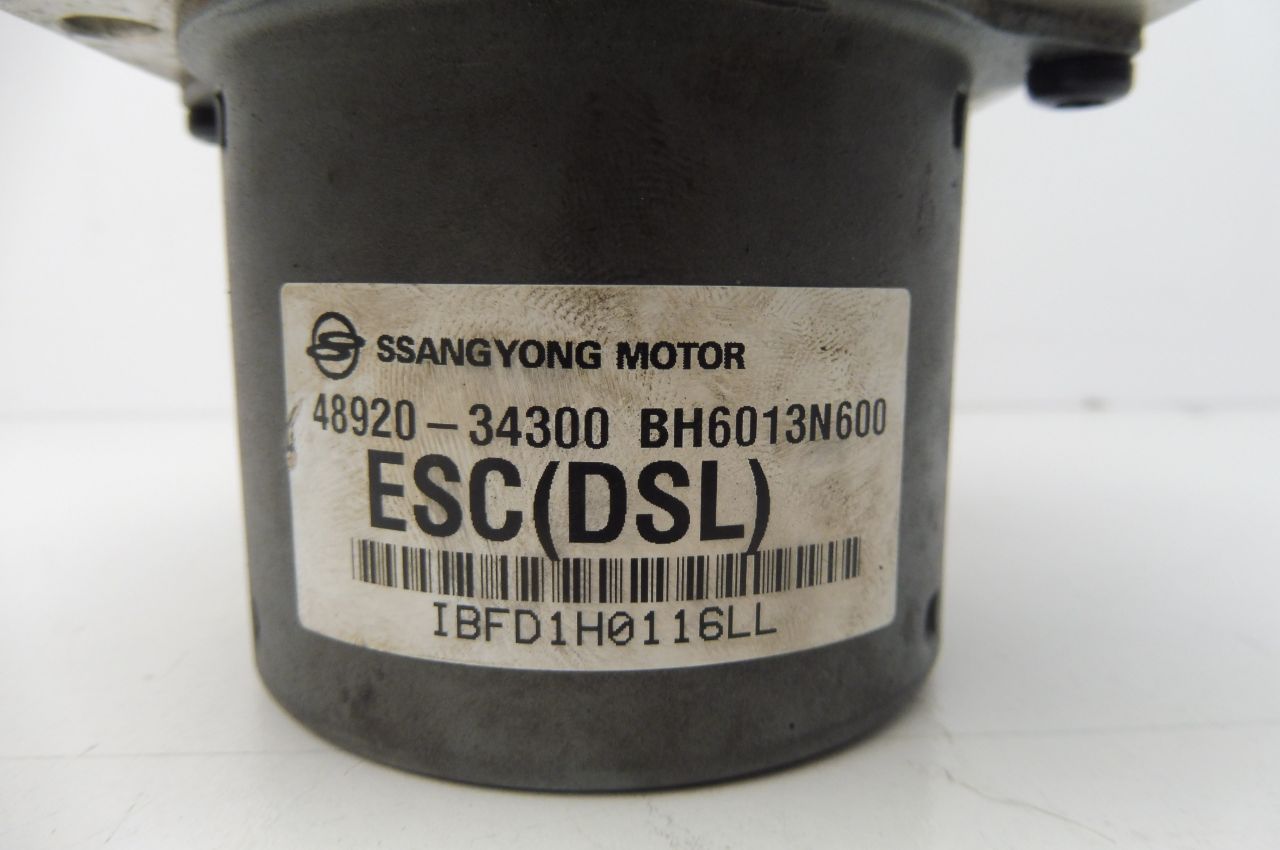 SSANGYONG MOTOR
48920-34300 BH6013N600
ESC(DSL)
IBFD1H0116LL